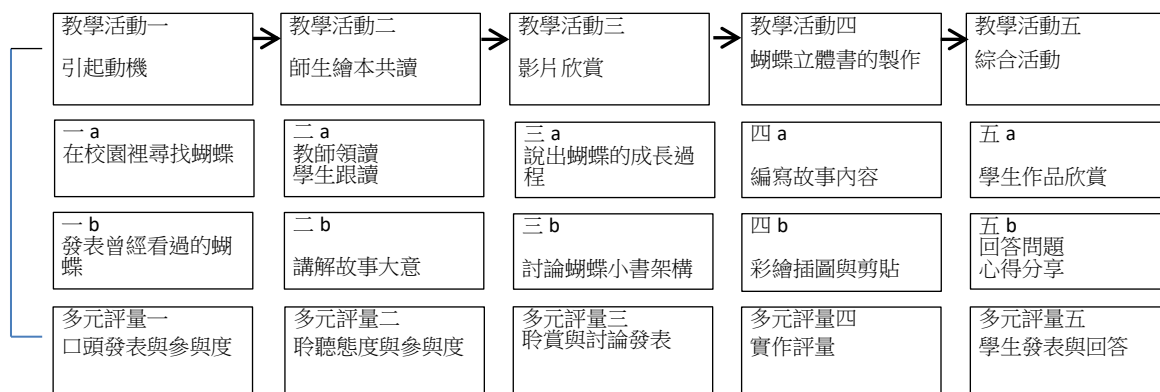 教學活動一
引起動機
教學活動二
師生繪本共讀
教學活動三
影片欣賞
教學活動四
蝴蝶立體書的製作
教學活動五
綜合活動
一 a
在校園裡尋找蝴蝶
二 a
教師領讀
學生跟讀
三 a
說出蝴蝶的成長過
程
四 a
編寫故事內容
五 a
學生作品欣賞
一 b
發表曾經看過的蝴
蝶
二 b
講解故事大意
三 b
討論蝴蝶小書架構
四 b
彩繪插圖與剪貼
五 b
回答問題
心得分享
多元評量一
口頭發表與參與度
多元評量二
聆聽態度與參與度
多元評量三
聆賞與討論發表
多元評量四
實作評量
多元評量五
學生發表與回答